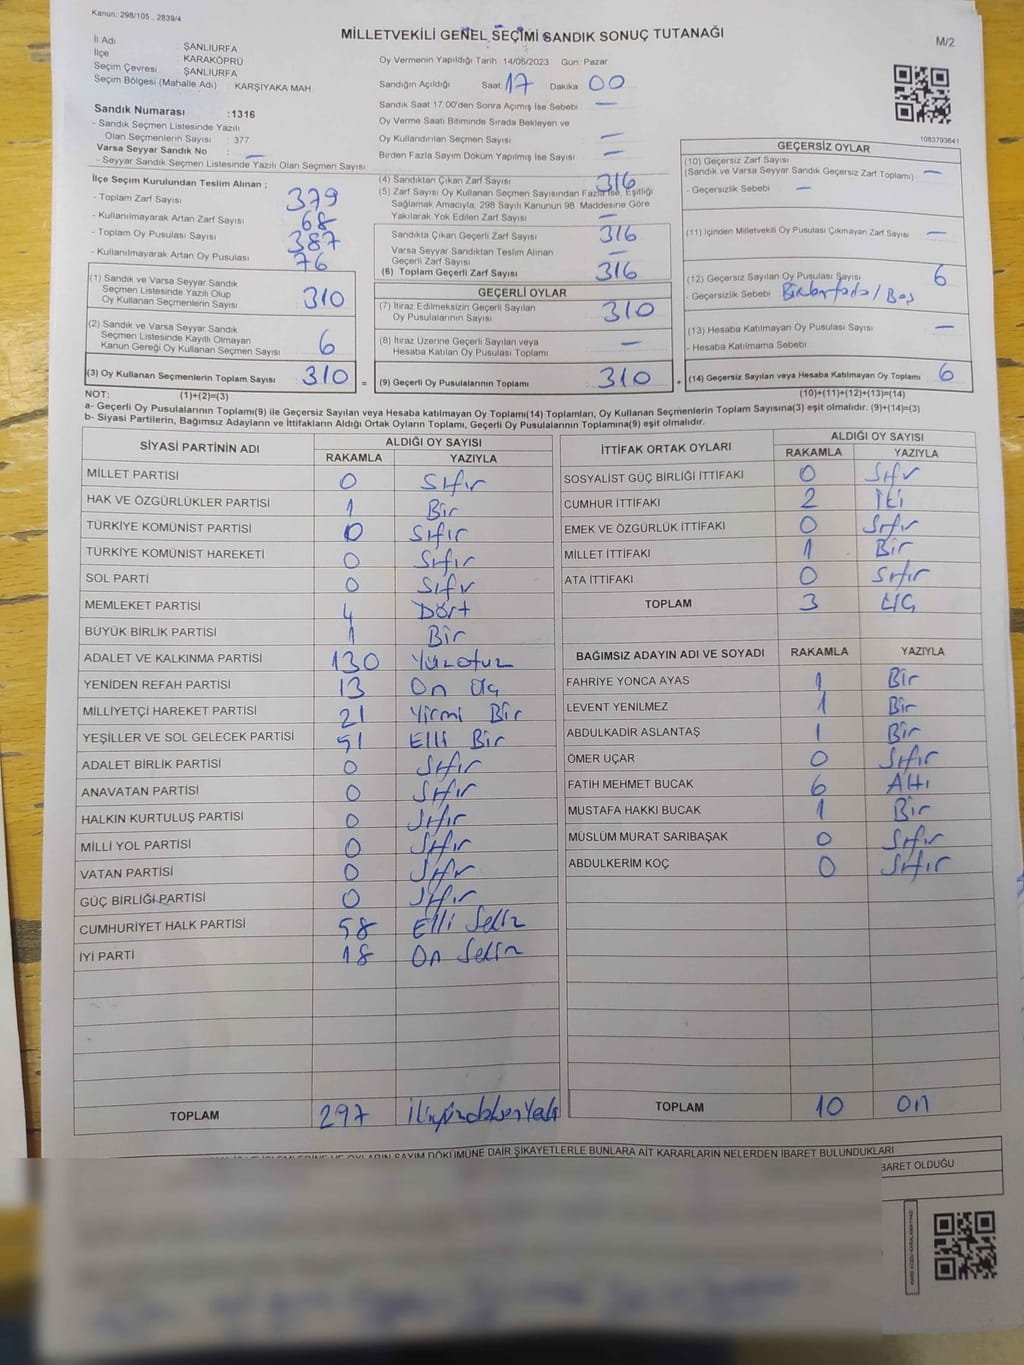 Kanun: 298/105 , 2839/4
MİLLETVEKİLİ GENEL SEÇİMİ SANDIK SONUÇ TUTANAĞI
M/2
İl Adı ŞANLIURFA
İlçe KARAKÖPRÜ
Seçim Çevresi ŞANLIURFA
Seçim Bölgesi (Mahalle Adı) KARŞIYAKA MAH
Oy Vermenin Yapıldığı Tarih 14/05/2023 Gün: Pazar
Sandığın Açıldığı Saat 17 Dakika 00
Sandık Saat 17:00'den Sonra Açımış İse Sebebi —
Oy Verme Saati Bitiminde Sırada Bekleyen ve
Oy Kullandırılan Seçmen Sayısı —
Birden Fazla Sayım Döküm Yapılmış İse Sayısı —
Sandık Numarası :1316
- Sandık Seçmen Listesinde Yazılı
Olan Seçmenlerin Sayısı : 377
Varsa Seyyar Sandık No : —
- Seyyar Sandık Seçmen Listesinde Yazılı Olan Seçmen Sayısı
1083793641
İlçe Seçim Kurulundan Teslim Alınan ;
- Toplam Zarf Sayısı 379
- Kullanılmayarak Artan Zarf Sayısı 68
- Toplam Oy Pusulası Sayısı 387
- Kullanılmayarak Artan Oy Pusulası 76
(1) Sandık ve Varsa Seyyar Sandık
Seçmen Listesinde Yazılı Olup
Oy Kullanan Seçmenlerin Sayısı 310
(2) Sandık ve Varsa Seyyar Sandık
Seçmen Listesinde Kayıtlı Olmayan
Kanun Gereği Oy Kullanan Seçmen Sayısı 6
(3) Oy Kullanan Seçmenlerin Toplam Sayısı 310 =
(4) Sandıktan Çıkan Zarf Sayısı 316
(5) Zarf Sayısı Oy Kullanan Seçmen Sayısından Fazla ise, Eşitliği
Sağlamak Amacıyla, 298 Sayılı Kanunun 98 Maddesine Göre
Yakılarak Yok Edilen Zarf Sayısı —
Sandıkta Çıkan Geçerli Zarf Sayısı 316
Varsa Seyyar Sandıktan Teslim Alınan
Geçerli Zarf Sayısı —
(6) Toplam Geçerli Zarf Sayısı 316
GEÇERLİ OYLAR
(7) İtiraz Edilmeksizin Geçerli Sayılan
Oy Pusulalarının Sayısı 310
(8) İtiraz Üzerine Geçerli Sayılan veya
Hesaba Katılan Oy Pusulası Toplamı —
(9) Geçerli Oy Pusulalarının Toplamı 310 +
GEÇERSİZ OYLAR
(10) Geçersiz Zarf Sayısı
(Sandık ve Varsa Seyyar Sandık Geçersiz Zarf Toplamı) —
- Geçersizlik Sebebi —
(11) İçinden Milletvekili Oy Pusulası Çıkmayan Zarf Sayısı —
(12) Geçersiz Sayılan Oy Pusulası Sayısı 6
- Geçersizlik Sebebi / Boş
(13) Hesaba Katılmayan Oy Pusulası Sayısı —
- Hesaba Katılmama Sebebi
(14) Geçersiz Sayılan veya Hesaba Katılmayan Oy Toplamı 6
NOT: (1)+(2)=(3) (10)+(11)+(12)+(13)=(14)
a- Geçerli Oy Pusulalarının Toplamı(9) ile Geçersiz Sayılan veya Hesaba katılmayan Oy Toplamı(14) Toplamları, Oy Kullanan Seçmenlerin Toplam Sayısına(3) eşit olmalıdır. (9)+(14)=(3)
b- Siyasi Partilerin, Bağımsız Adayların ve İttifakların Aldığı Ortak Oyların Toplamı, Geçerli Oy Pusulalarının Toplamına(9) eşit olmalıdır.
SİYASİ PARTİNİN ADI ALDIĞI OY SAYISI
RAKAMLA YAZIYLA
MİLLET PARTİSİ 0 Sıfır
HAK VE ÖZGÜRLÜKLER PARTİSİ 1 Bir
TÜRKİYE KOMÜNİST PARTİSİ 0 Sıfır
TÜRKİYE KOMÜNİST HAREKETİ 0 Sıfır
SOL PARTİ 0 Sıfır
MEMLEKET PARTİSİ 4 Dört
BÜYÜK BİRLİK PARTİSİ 1 Bir
ADALET VE KALKINMA PARTİSİ 130 Yüzotuz
YENİDEN REFAH PARTİSİ 13 On Üç
MİLLİYETÇİ HAREKET PARTİSİ 21 Yirmi Bir
YEŞİLLER VE SOL GELECEK PARTİSİ 51 Elli Bir
ADALET BİRLİK PARTİSİ 0 Sıfır
ANAVATAN PARTİSİ 0 Sıfır
HALKIN KURTULUŞ PARTİSİ 0 Sıfır
MİLLİ YOL PARTİSİ 0 Sıfır
VATAN PARTİSİ 0 Sıfır
GÜÇ BİRLİĞİ PARTİSİ 0 Sıfır
CUMHURİYET HALK PARTİSİ 58 Elli Sekiz
İYİ PARTİ 18 On Sekiz
TOPLAM 297
İTTİFAK ORTAK OYLARI ALDIĞI OY SAYISI
RAKAMLA YAZIYLA
SOSYALİST GÜÇ BİRLİĞİ İTTİFAKI 0 Sıfır
CUMHUR İTTİFAKI 2 İki
EMEK VE ÖZGÜRLÜK İTTİFAKI 0 Sıfır
MİLLET İTTİFAKI 1 Bir
ATA İTTİFAKI 0 Sıfır
TOPLAM 3 Üç
BAĞIMSIZ ADAYIN ADI VE SOYADI RAKAMLA YAZIYLA
FAHRİYE YONCA AYAS 1 Bir
LEVENT YENİLMEZ 1 Bir
ABDULKADİR ASLANTAŞ 1 Bir
ÖMER UÇAR 0 Sıfır
FATİH MEHMET BUCAK 6 Altı
MUSTAFA HAKKI BUCAK 1 Bir
MÜSLÜM MURAT SARIBAŞAK 0 Sıfır
ABDULKERİM KOÇ 0 Sıfır
TOPLAM 10 on
OYLARIN SAYIM DÖKÜMÜNE DAİR ŞİKAYETLERLE BUNLARA AİT KARARLARIN NELERDEN İBARET BULUNDUKLARI
BARET OLDUĞU